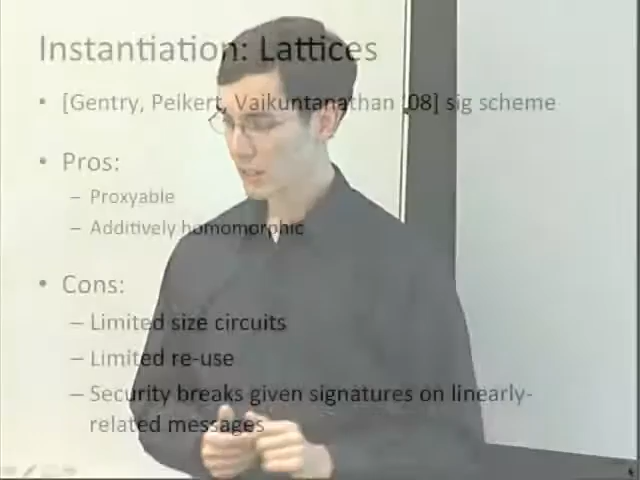 Instantiation: Lattices
• [Gentry, Peikert, Vaikuntanathan '08] sig scheme
• Pros:
– Proxyable
– Additively homomorphic
• Cons:
– Limited size circuits
– Limited re-use
– Security breaks given signatures on linearly-
related messages